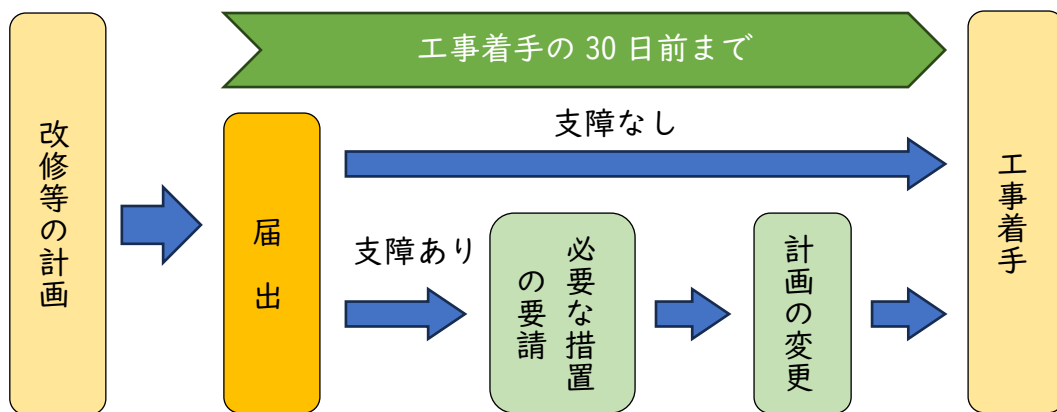 工事着手の 30 日前まで
改修等の計画
届出
支障なし
支障あり
必要な措置
の要請
計画の変更
工事着手